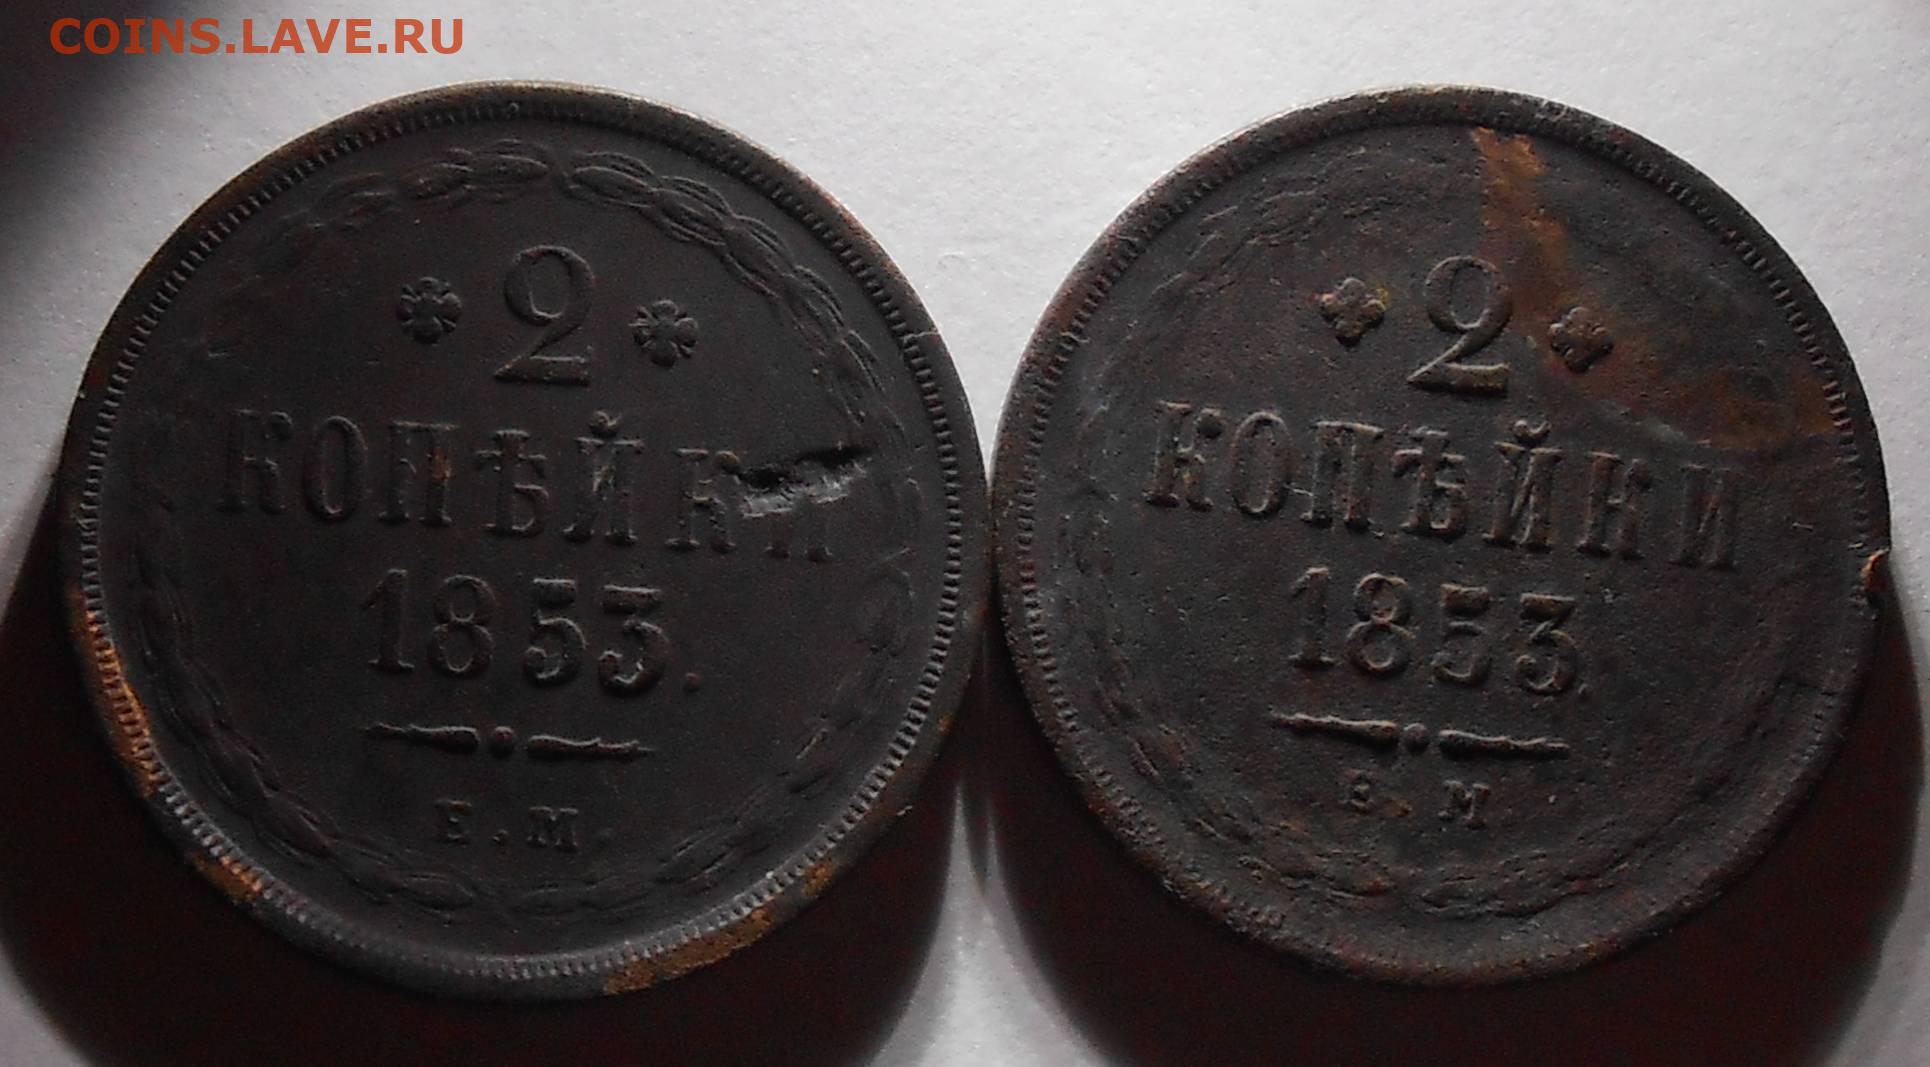 COINS.LAVE.RU
2
КОПѢЙКИ
1853.
Е.М.
2
КОПѢЙКИ
1853.
Е.М.